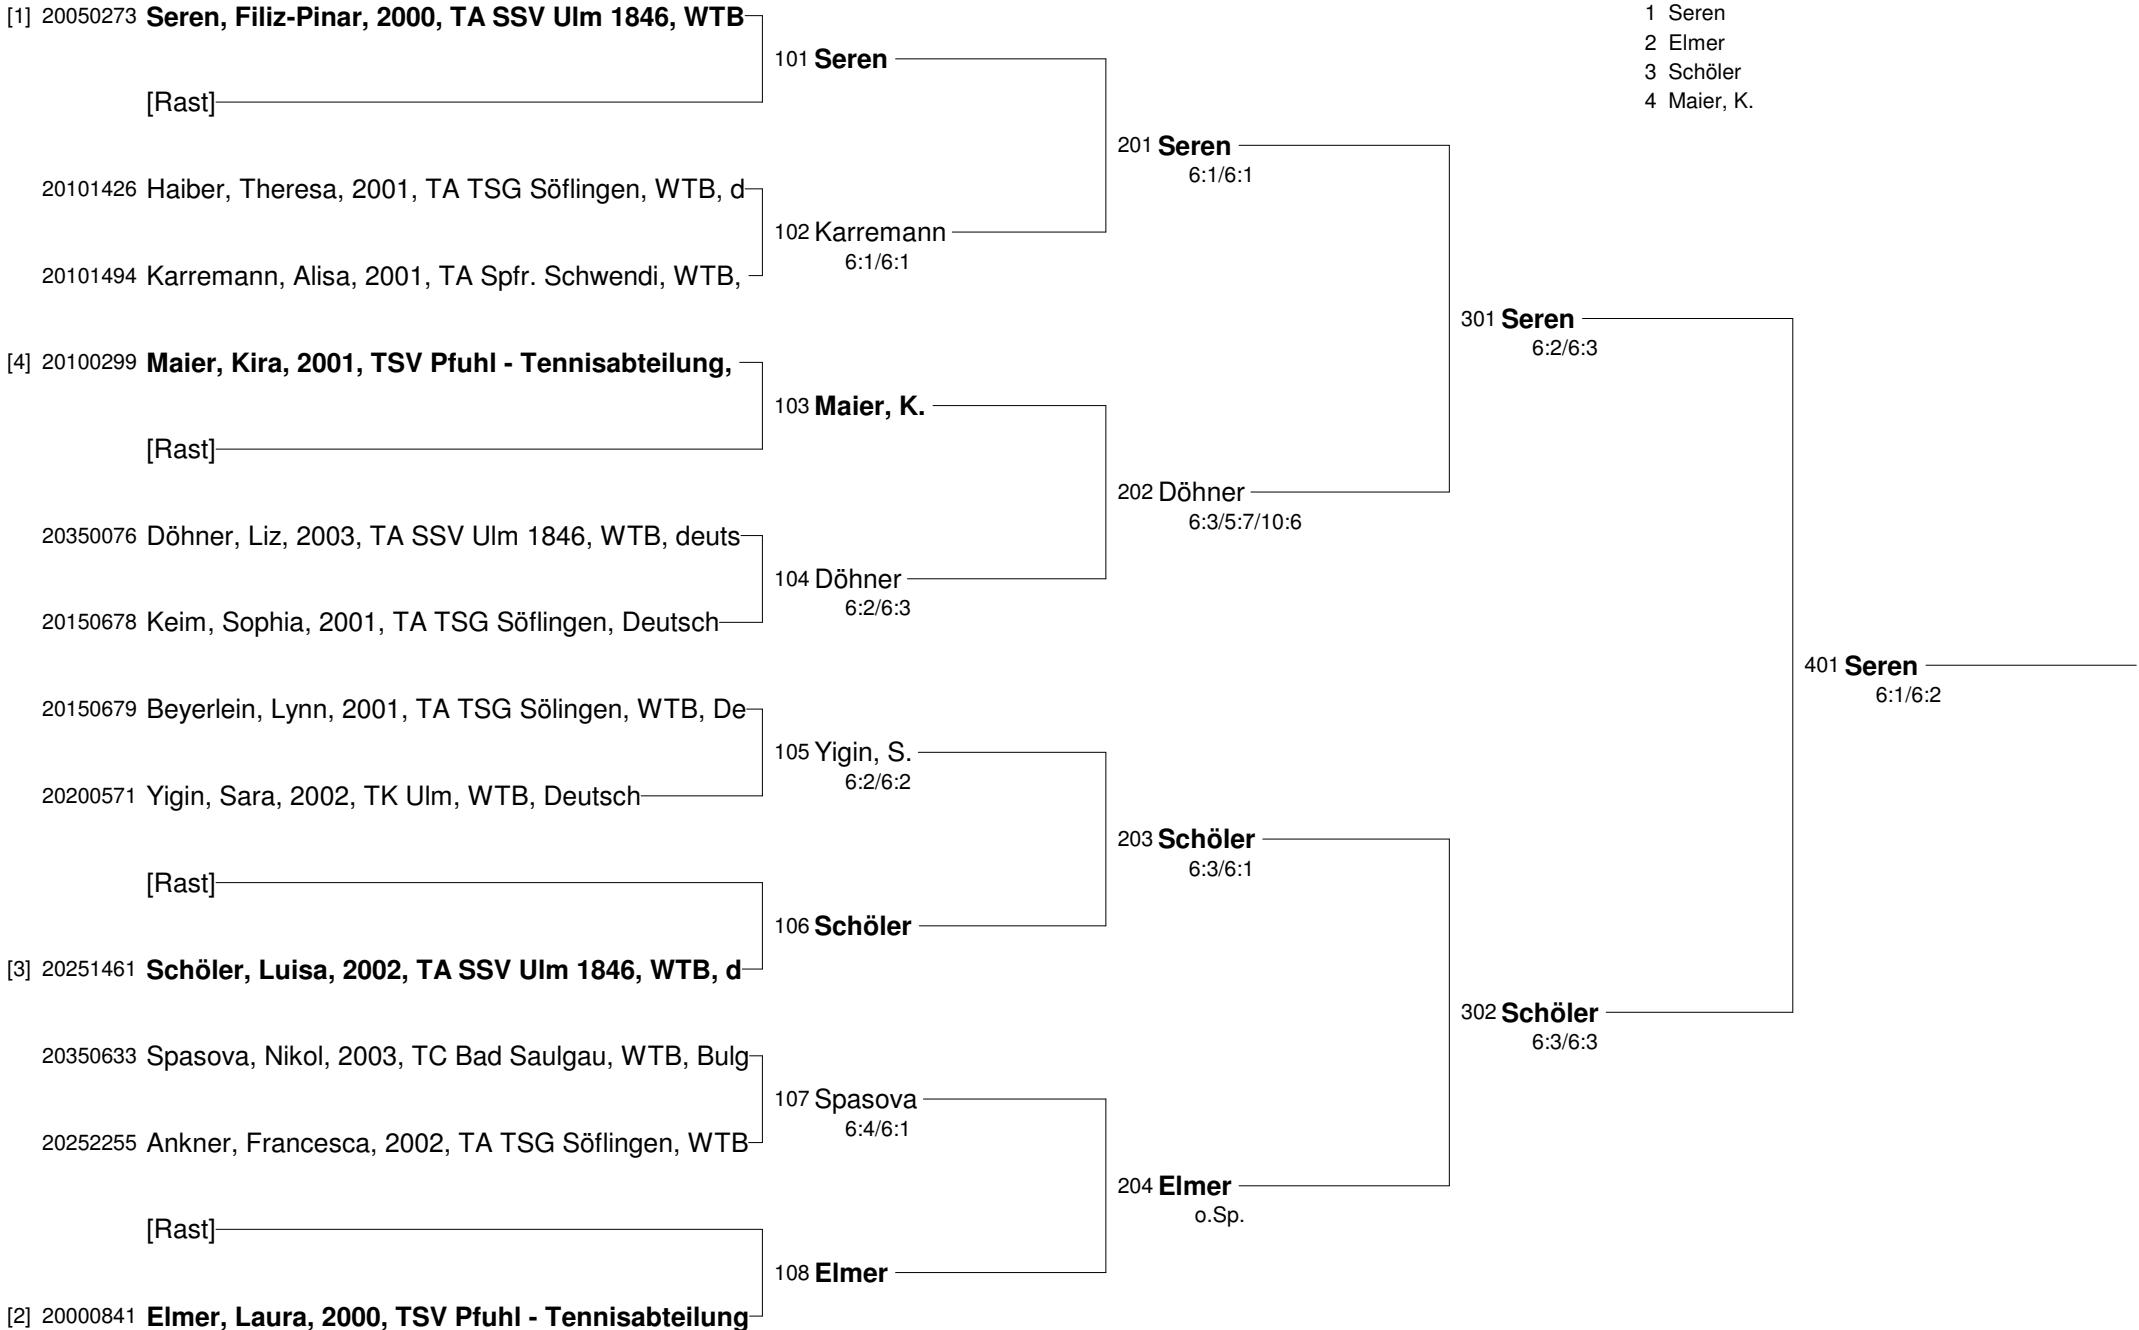 [1] 20050273 Seren, Filiz-Pinar, 2000, TA SSV Ulm 1846, WTB
[Rast]
20101426 Haiber, Theresa, 2001, TA TSG Söflingen, WTB, d
20101494 Karremann, Alisa, 2001, TA Spfr. Schwendi, WTB,
[4] 20100299 Maier, Kira, 2001, TSV Pfuhl - Tennisabteilung,
[Rast]
20350076 Döhner, Liz, 2003, TA SSV Ulm 1846, WTB, deuts
20150678 Keim, Sophia, 2001, TA TSG Söflingen, Deutsch
20150679 Beyerlein, Lynn, 2001, TA TSG Sölingen, WTB, De
20200571 Yigin, Sara, 2002, TK Ulm, WTB, Deutsch
[Rast]
[3] 20251461 Schöler, Luisa, 2002, TA SSV Ulm 1846, WTB, d
20350633 Spasova, Nikol, 2003, TC Bad Saulgau, WTB, Bulg
20252255 Ankner, Francesca, 2002, TA TSG Söflingen, WTB
[Rast]
[2] 20000841 Elmer, Laura, 2000, TSV Pfuhl - Tennisabteilung
101 Seren
102 Karremann
6:1/6:1
103 Maier, K.
104 Döhner
6:2/6:3
105 Yigin, S.
6:2/6:2
106 Schöler
107 Spasova
6:4/6:1
108 Elmer
201 Seren
6:1/6:1
202 Döhner
6:3/5:7/10:6
203 Schöler
6:3/6:1
204 Elmer
o.Sp.
301 Seren
6:2/6:3
302 Schöler
6:3/6:3
401 Seren
6:1/6:2
1 Seren
2 Elmer
3 Schöler
4 Maier, K.